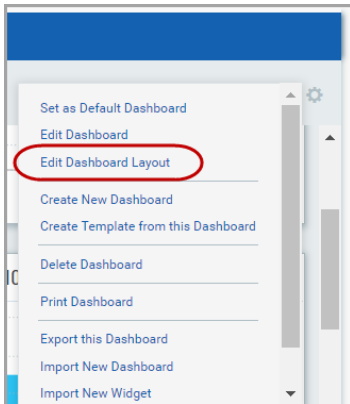 Set as Default Dashboard
Edit Dashboard
Edit Dashboard Layout
Create New Dashboard
Create Template from this Dashboard
Delete Dashboard
Print Dashboard
Export this Dashboard
Import New Dashboard
Import New Widget